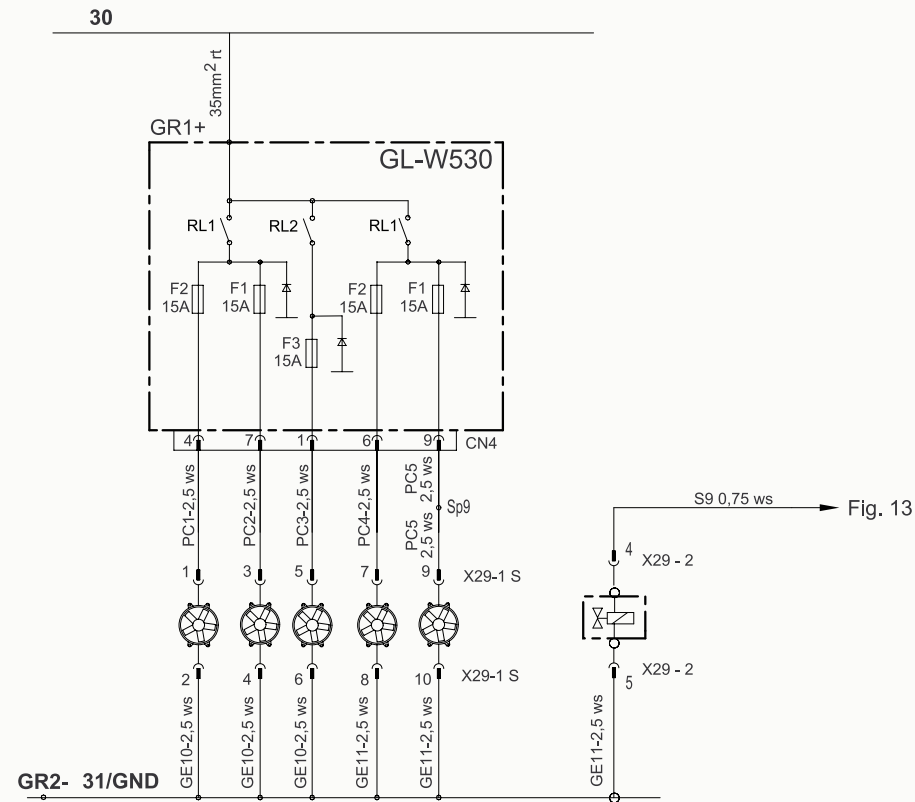 30
35mm² rt
GR1+
GL-W530
RL1 RL2 RL1
F2 15A
F1 15A
F3 15A
F2 15A
F1 15A
4 7 1 6 9 CN4
PC1-2,5 ws
PC2-2,5 ws
PC3-2,5 ws
PC4-2,5 ws
PC5 2,5 ws
Sp9
PC5 2,5 ws
S9 0,75 ws
Fig. 13
1 3 5 7 9 X29-1 S
4 X29 - 2
2 4 6 8 10 X29-1 S
5 X29 - 2
GE10-2,5 ws
GE10-2,5 ws
GE10-2,5 ws
GE11-2,5 ws
GE11-2,5 ws
GE11-2,5 ws
GR2- 31/GND